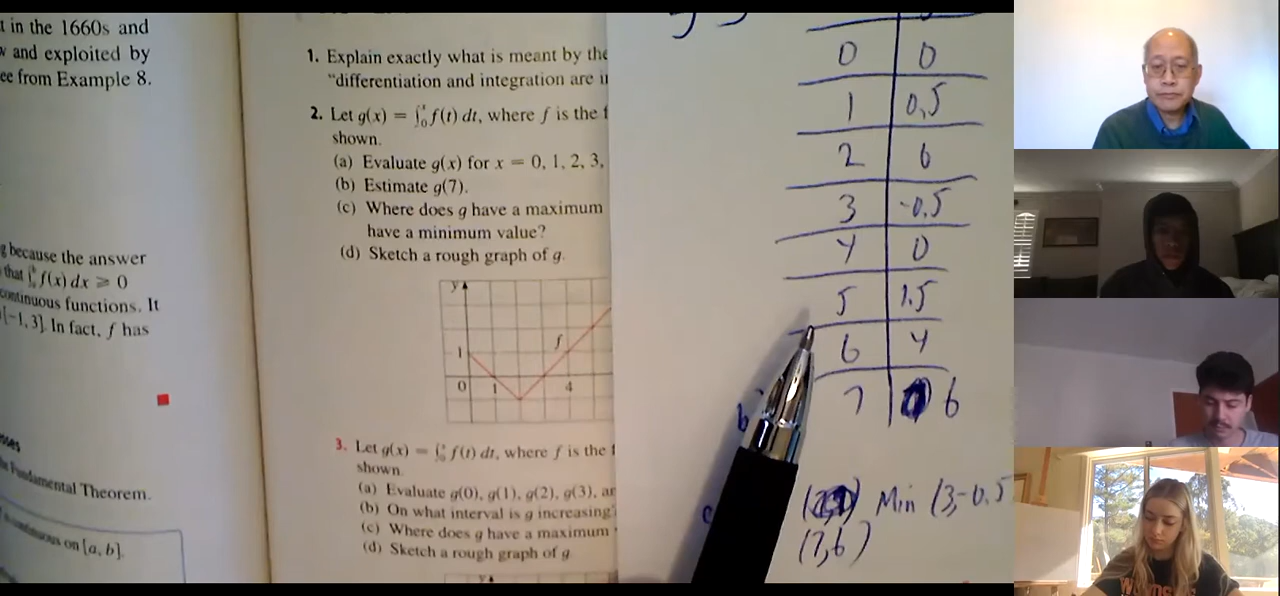 t in the 1660s and
w and exploited by
ee from Example 8.
g because the answer
that ∫ f(x) dx ⩾ 0
continuous functions. It
[-1, 3]. In fact, f has
sses
he Fundamental Theorem.
is continuous on [a, b].
1. Explain exactly what is meant by the
"differentiation and integration are
2. Let g(x) = ∫₀ˣ f(t) dt, where f is the
shown.
(a) Evaluate g(x) for x = 0, 1, 2, 3,
(b) Estimate g(7).
(c) Where does g have a maximum
have a minimum value?
(d) Sketch a rough graph of g.
y
1
f
0 1 4
3. Let g(x) = ∫₀ˣ f(t) dt, where f is the
shown.
(a) Evaluate g(0), g(1), g(2), g(3), an
(b) On what interval is g increasing?
(c) Where does g have a maximum
(d) Sketch a rough graph of g.
y
0 0
1 0.5
2 0
3 -0.5
4 0
5 1.5
6 4
7 6
b
c
Min (3,-0.5
(7,6)